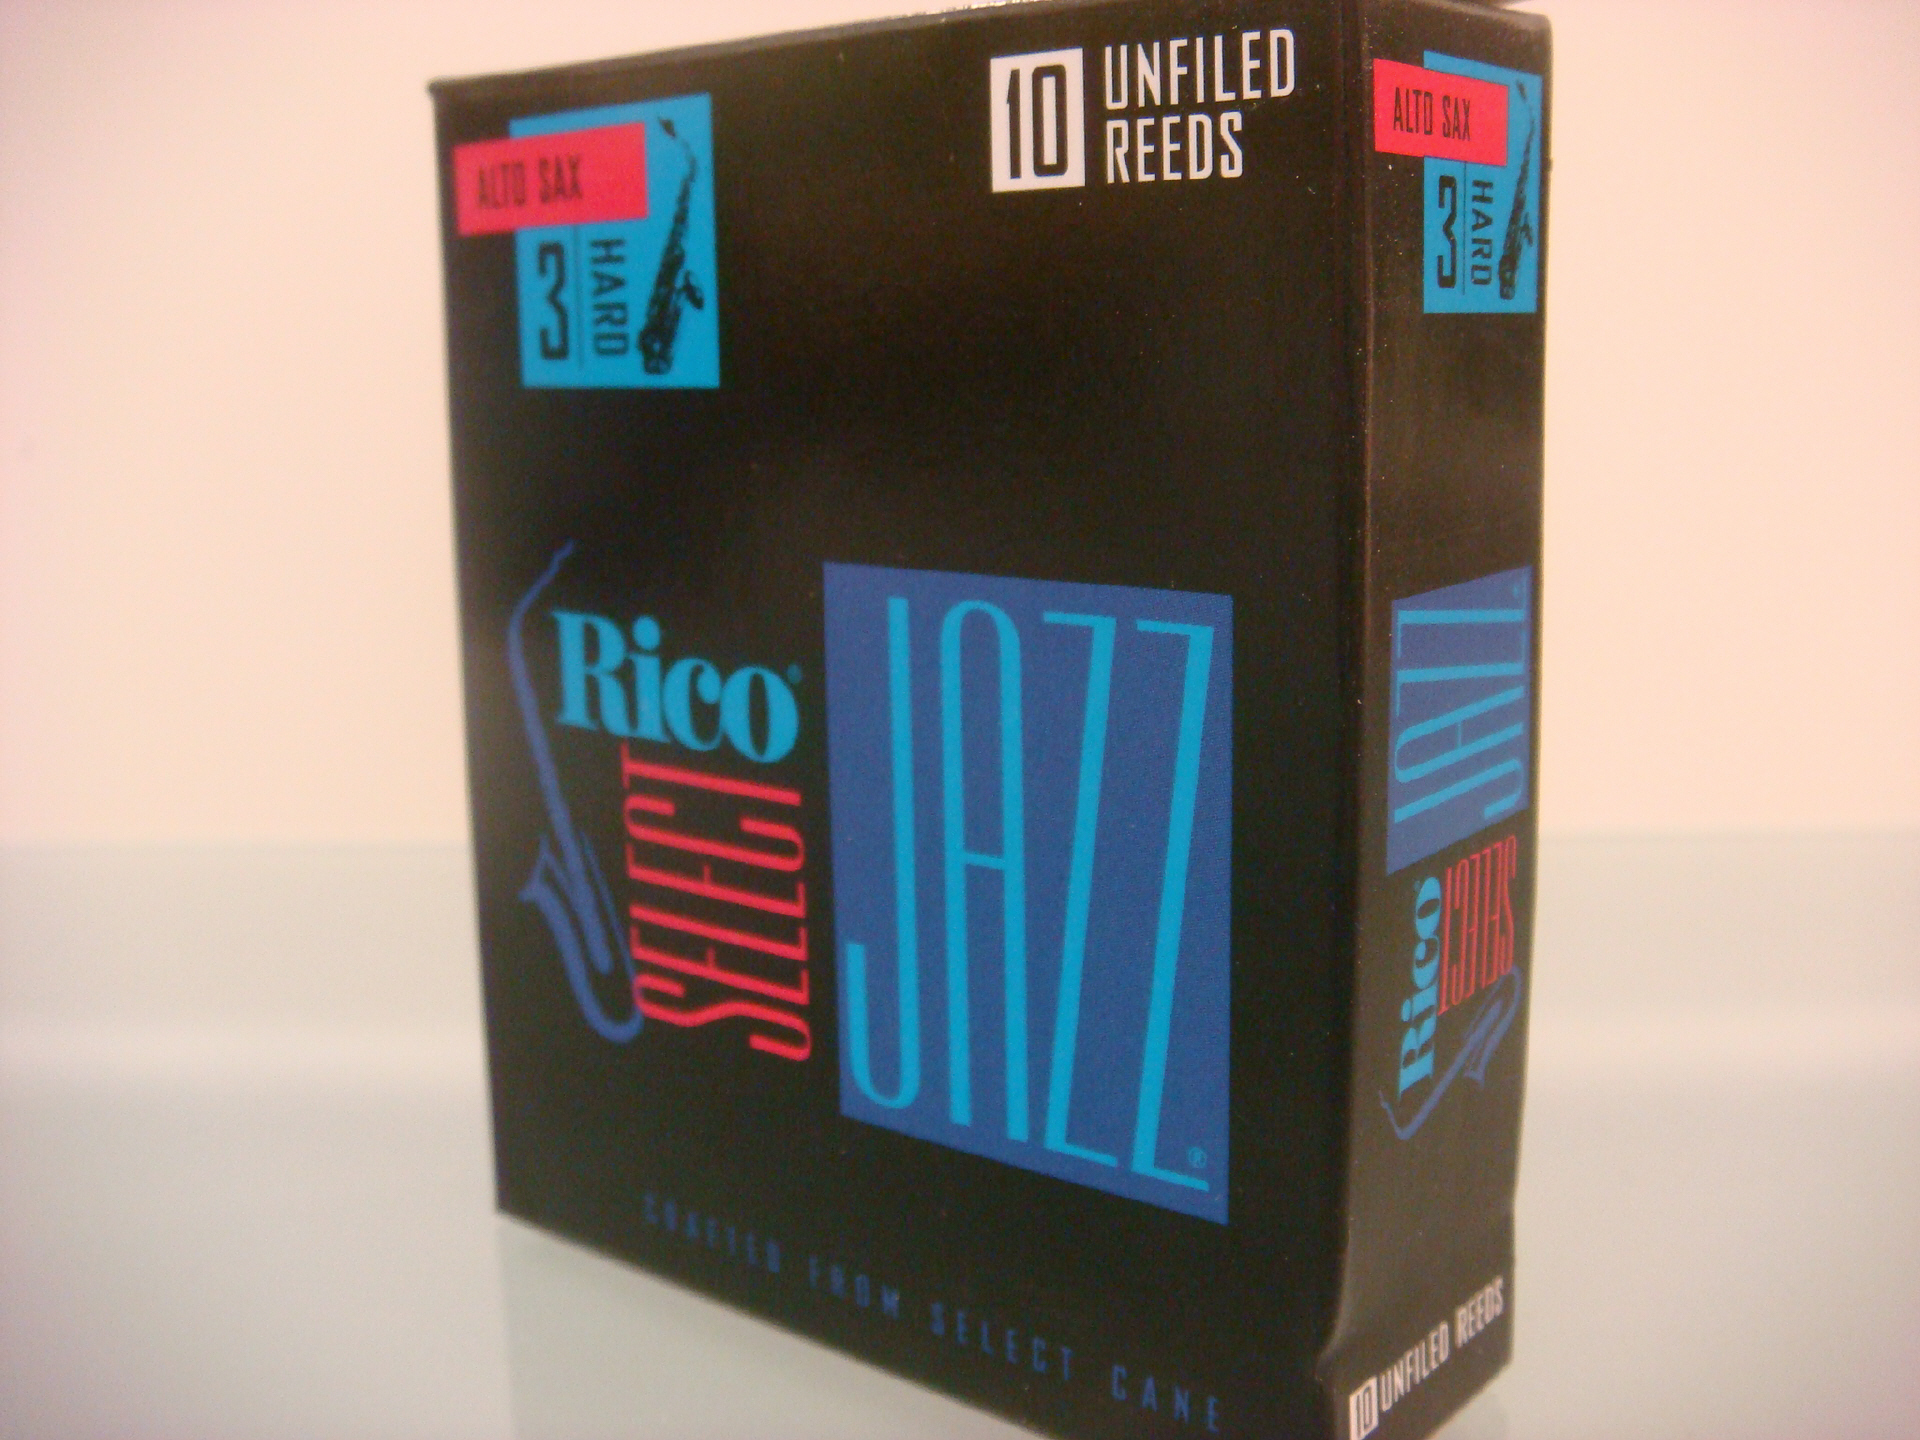 10 UNFILED
REEDS
ALTO SAX
3 HARD
Rico®
SELECT
JAZZ®
CRAFTED FROM SELECT CANE
ALTO SAX
3 HARD
JAZZ
Rico
SELECT
10 UNFILED REEDS